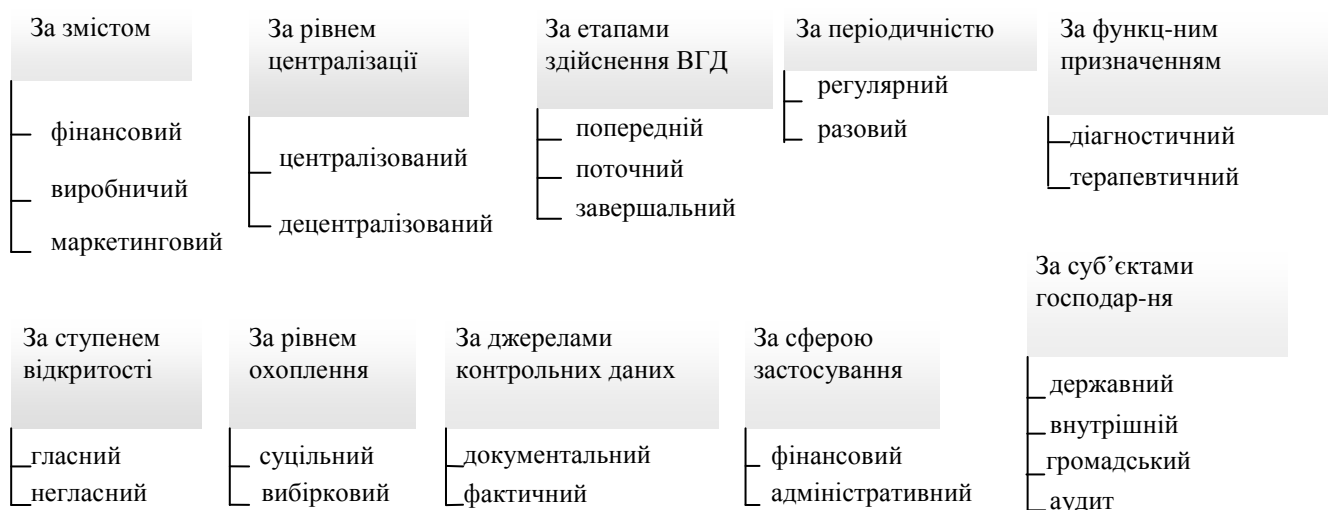 За змістом
фінансовий
виробничий
маркетинговий
За рівнем
централізації
централізований
децентралізований
За етапами
здійснення ВГД
попередній
поточний
завершальний
За періодичністю
регулярний
разовий
За функц-ним
призначенням
діагностичний
терапевтичний
За ступенем
відкритості
гласний
негласний
За рівнем
охоплення
суцільний
вибірковий
За джерелами
контрольних даних
документальний
фактичний
За сферою
застосування
фінансовий
адміністративний
За суб’єктами
господар-ня
державний
внутрішній
громадський
аудит